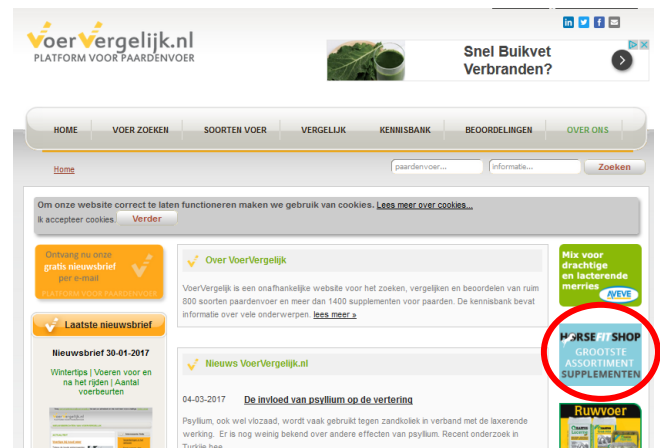 voer vergelijk.nl
PLATFORM VOOR PAARDENVOER
Snel Buikvet
Verbranden?
HOME VOER ZOEKEN SOORTEN VOER VERGELIJK KENNISBANK BEOORDELINGEN OVER ONS
Home
paardenvoer... informatie... Zoeken
Om onze website correct te laten functioneren maken we gebruik van cookies. Lees meer over cookies...
Ik accepteer cookies. Verder
Ontvang nu onze
gratis nieuwsbrief
per e-mail
PLATFORM VOOR PAARDENVOER
Laatste nieuwsbrief
Nieuwsbrief 30-01-2017
Wintertips | Voeren voor en
na het rijden | Aantal
voerbeurten
Over VoerVergelijk
VoerVergelijk is een onafhankelijke website voor het zoeken, vergelijken en beoordelen van ruim
800 soorten paardenvoer en meer dan 1400 supplementen voor paarden. De kennisbank bevat
informatie over vele onderwerpen. lees meer »
Nieuws VoerVergelijk.nl
04-03-2017 De invloed van psyllium op de vertering
Psyllium, ook wel vlozaad, wordt vaak gebruikt tegen zandkoliek in verband met de laxerende
werking. Er is nog weinig bekend over andere effecten van psyllium. Recent onderzoek in
Turkije hee
Mix voor
drachtige
en lacterende
merries
AVEVE
HORSEFITSHOP
GROOTSTE
ASSORTIMENT
SUPPLEMENTEN
Ruwvoer